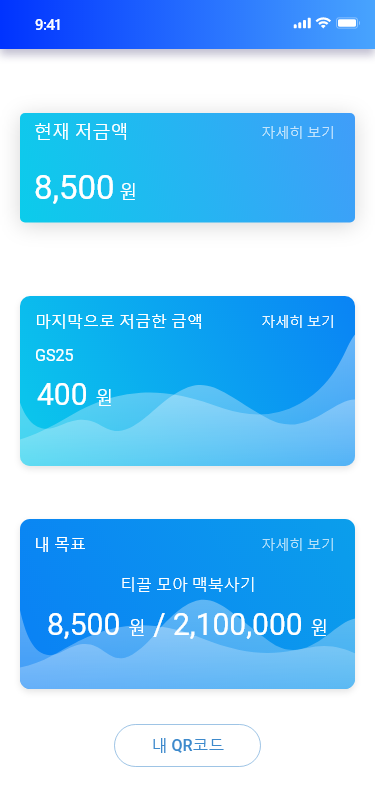 9:41
현재 저금액 자세히 보기
8,500 원
마지막으로 저금한 금액 자세히 보기
GS25
400 원
내 목표 자세히 보기
티끌 모아 맥북사기
8,500 원 / 2,100,000 원
내 QR코드